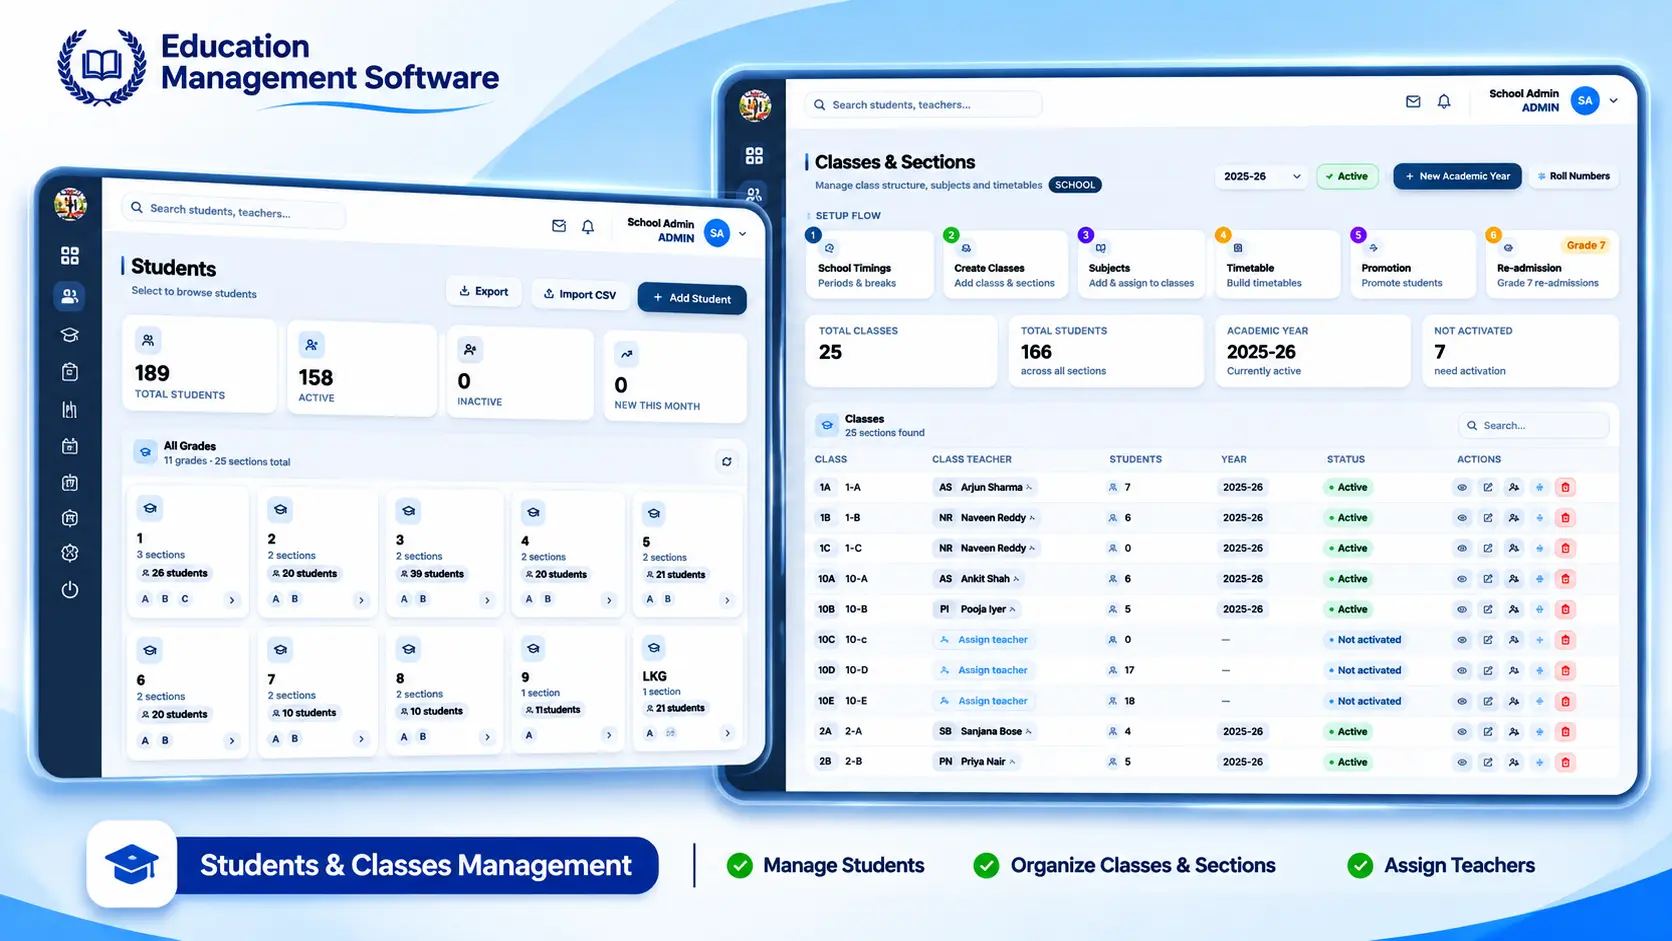 Education
Management Software
Search students, teachers...
School Admin
ADMIN
SA
Students
Select to browse students
Export
Import CSV
+ Add Student
189
TOTAL STUDENTS
158
ACTIVE
0
INACTIVE
0
NEW THIS MONTH
All Grades
11 grades · 25 sections total
1
3 sections
26 students
A B C
2
2 sections
20 students
A B
3
2 sections
39 students
A B
4
2 sections
20 students
A B
5
2 sections
21 students
A B
6
2 sections
20 students
A B
7
2 sections
10 students
A B
8
2 sections
10 students
A B
9
1 section
11students
A
LKG
1 section
21 students
A
Search students, teachers...
School Admin
ADMIN
SA
Classes & Sections
Manage class structure, subjects and timetables SCHOOL
2025-26
Active
+ New Academic Year
Roll Numbers
SETUP FLOW
1
School Timings
Periods & breaks
2
Create Classes
Add classs & sections
3
Subjects
Add & assign to classes
4
Timetable
Build timetables
5
Promotion
Promote students
6
Grade 7
Re-admission
Grade 7 re-admissions
TOTAL CLASSES
25
TOTAL STUDENTS
166
across all sections
ACADEMIC YEAR
2025-26
Currently active
NOT ACTIVATED
7
need activation
Classes
25 sections found
Search...
CLASS CLASS TEACHER STUDENTS YEAR STATUS ACTIONS
1A 1-A AS Arjun Sharma 7 2025-26 Active
1B 1-B NR Naveen Reddy 6 2025-26 Active
1C 1-C NR Naveen Reddy 0 2025-26 Active
10A 10-A AS Ankit Shah 6 2025-26 Active
10B 10-B PI Pooja Iyer 5 2025-26 Active
10C 10-c Assign teacher 0 — Not activated
10D 10-D Assign teacher 17 — Not activated
10E 10-E Assign teacher 18 — Not activated
2A 2-A SB Sanjana Bose 4 2025-26 Active
2B 2-B PN Priya Nair 5 2025-26 Active
Students & Classes Management
Manage Students
Organize Classes & Sections
Assign Teachers